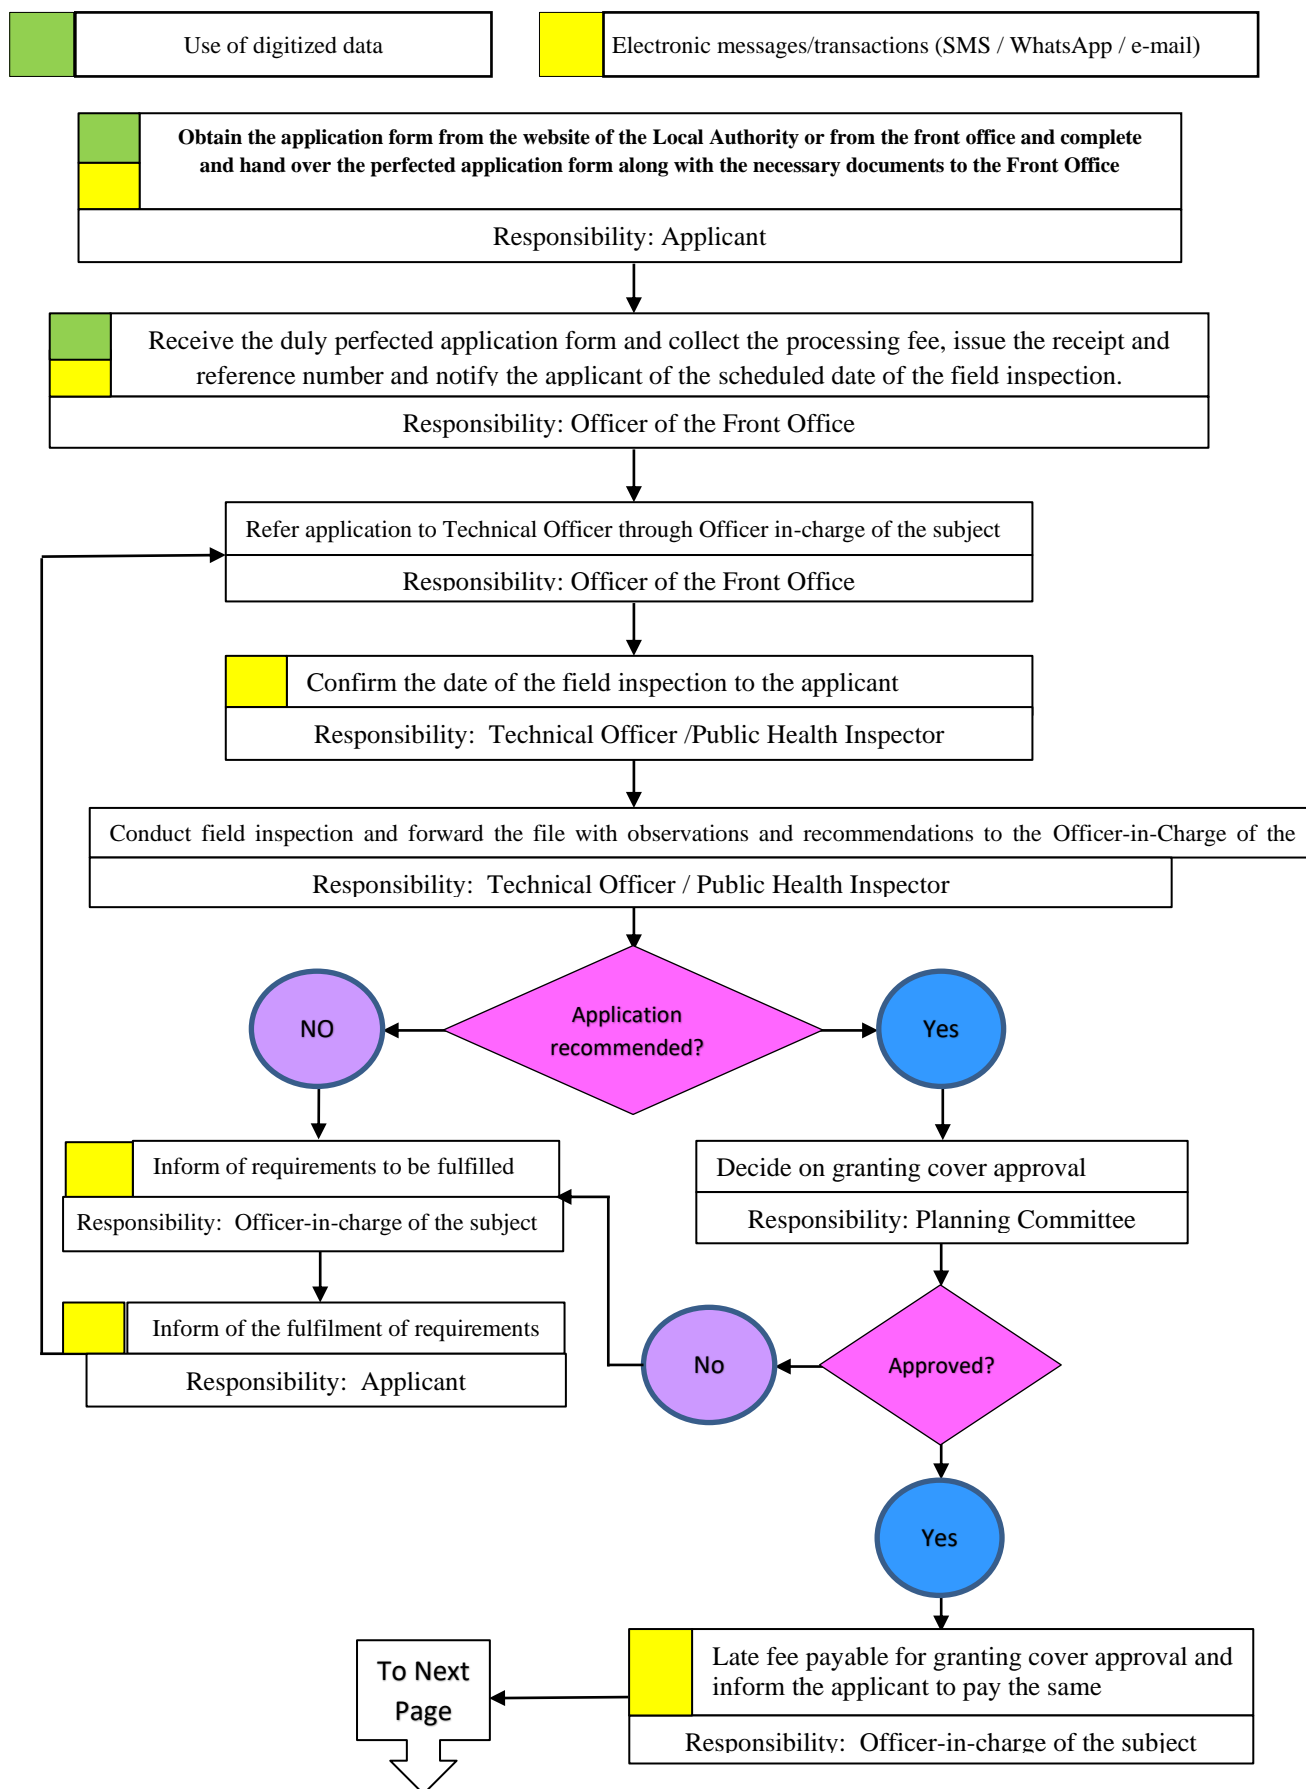 Use of digitized data
Electronic messages/transactions (SMS / WhatsApp / e-mail)
Obtain the application form from the website of the Local Authority or from the front office and complete
and hand over the perfected application form along with the necessary documents to the Front Office
Responsibility: Applicant
Receive the duly perfected application form and collect the processing fee, issue the receipt and
reference number and notify the applicant of the scheduled date of the field inspection.
Responsibility: Officer of the Front Office
Refer application to Technical Officer through Officer in-charge of the subject
Responsibility: Officer of the Front Office
Confirm the date of the field inspection to the applicant
Responsibility: Technical Officer /Public Health Inspector
Conduct field inspection and forward the file with observations and recommendations to the Officer-in-Charge of the
Responsibility: Technical Officer / Public Health Inspector
Application
recommended?
NO
Yes
Inform of requirements to be fulfilled
Responsibility: Officer-in-charge of the subject
Decide on granting cover approval
Responsibility: Planning Committee
Inform of the fulfilment of requirements
Responsibility: Applicant
No
Approved?
Yes
Late fee payable for granting cover approval and
inform the applicant to pay the same
Responsibility: Officer-in-charge of the subject
To Next
Page